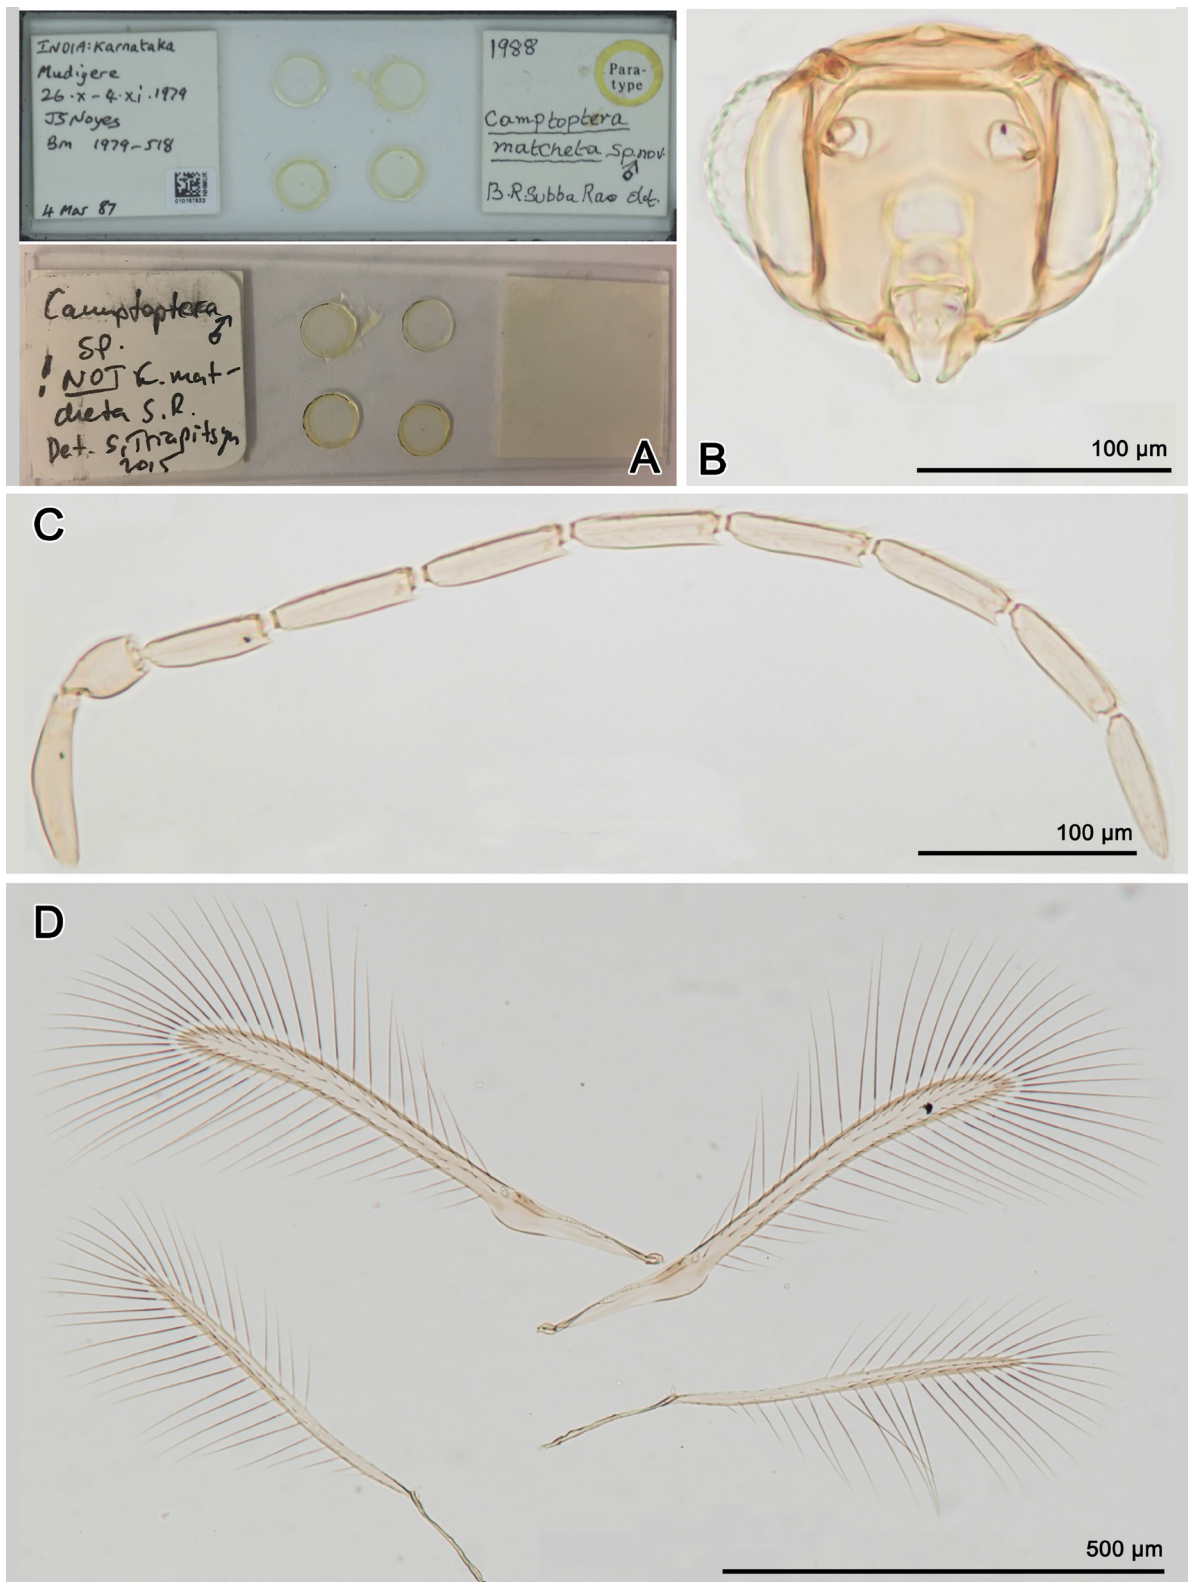 INDIA: Karnataka
Mudigere
26.x-4.xi.1979
JS Noyes
Bm 1979-518
010187633
4 Mar 87
1988
Para-
type
Camptoptera
matcheta sp. nov.
♂
B.R Subba Rao det.
Camptoptera
♂
sp.
! NOT K. mat-
cheta S.R.
Det. S. Triapitsyn
2015
A
B
100 µm
C
100 µm
D
500 µm